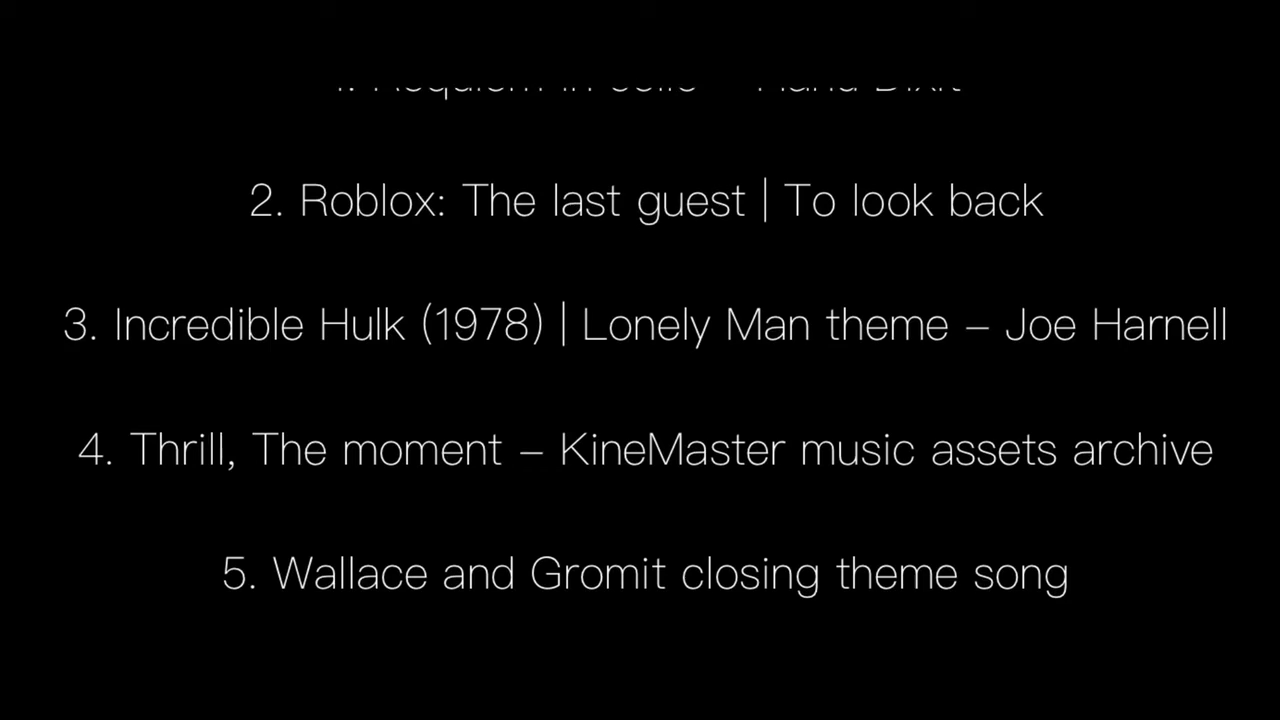 2. Roblox: The last guest | To look back
3. Incredible Hulk (1978) | Lonely Man theme – Joe Harnell
4. Thrill, The moment – KineMaster music assets archive
5. Wallace and Gromit closing theme song